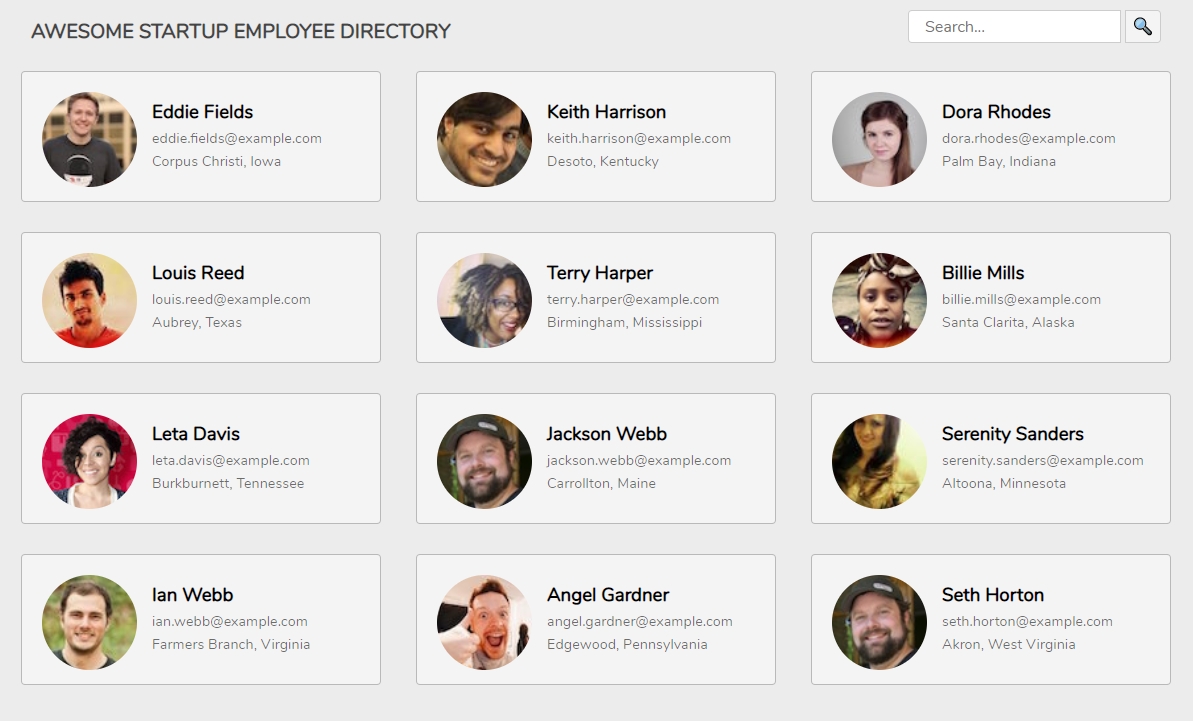 AWESOME STARTUP EMPLOYEE DIRECTORY
Search...
Eddie Fields
eddie.fields@example.com
Corpus Christi, Iowa
Keith Harrison
keith.harrison@example.com
Desoto, Kentucky
Dora Rhodes
dora.rhodes@example.com
Palm Bay, Indiana
Louis Reed
louis.reed@example.com
Aubrey, Texas
Terry Harper
terry.harper@example.com
Birmingham, Mississippi
Billie Mills
billie.mills@example.com
Santa Clarita, Alaska
Leta Davis
leta.davis@example.com
Burkburnett, Tennessee
Jackson Webb
jackson.webb@example.com
Carrollton, Maine
Serenity Sanders
serenity.sanders@example.com
Altoona, Minnesota
Ian Webb
ian.webb@example.com
Farmers Branch, Virginia
Angel Gardner
angel.gardner@example.com
Edgewood, Pennsylvania
Seth Horton
seth.horton@example.com
Akron, West Virginia